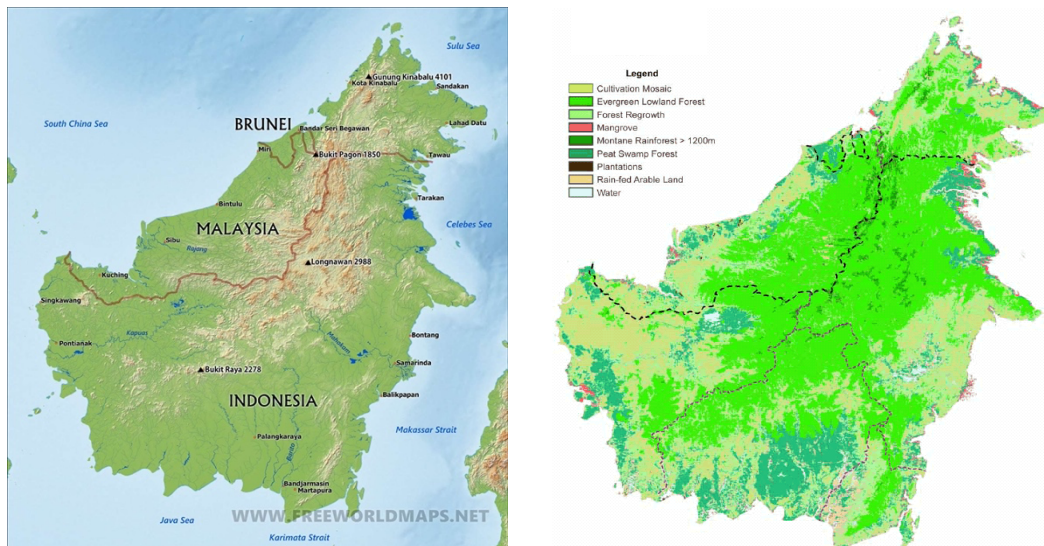 Sulu Sea
Gunung Kinabalu 4101
Kota Kinabalu
Sandakan
South China Sea
BRUNEI
Bandar Seri Begawan
Lahad Datu
Miri
Bukit Pagon 1850
Tawau
Bintulu
Tarakan
MALAYSIA
Celebes Sea
Sibu
Rajang
Longnawan 2988
Kuching
Singkawang
Kapuas
Pontianak
Mahakam
Bontang
Samarinda
Bukit Raya 2278
Balikpapan
INDONESIA
Makassar Strait
Palangkaraya
Barito
Bandjarmasin
Martapura
WWW.FREEWORLDMAPS.NET
Java Sea
Karimata Strait
Legend
Cultivation Mosaic
Evergreen Lowland Forest
Forest Regrowth
Mangrove
Montane Rainforest > 1200m
Peat Swamp Forest
Plantations
Rain-fed Arable Land
Water